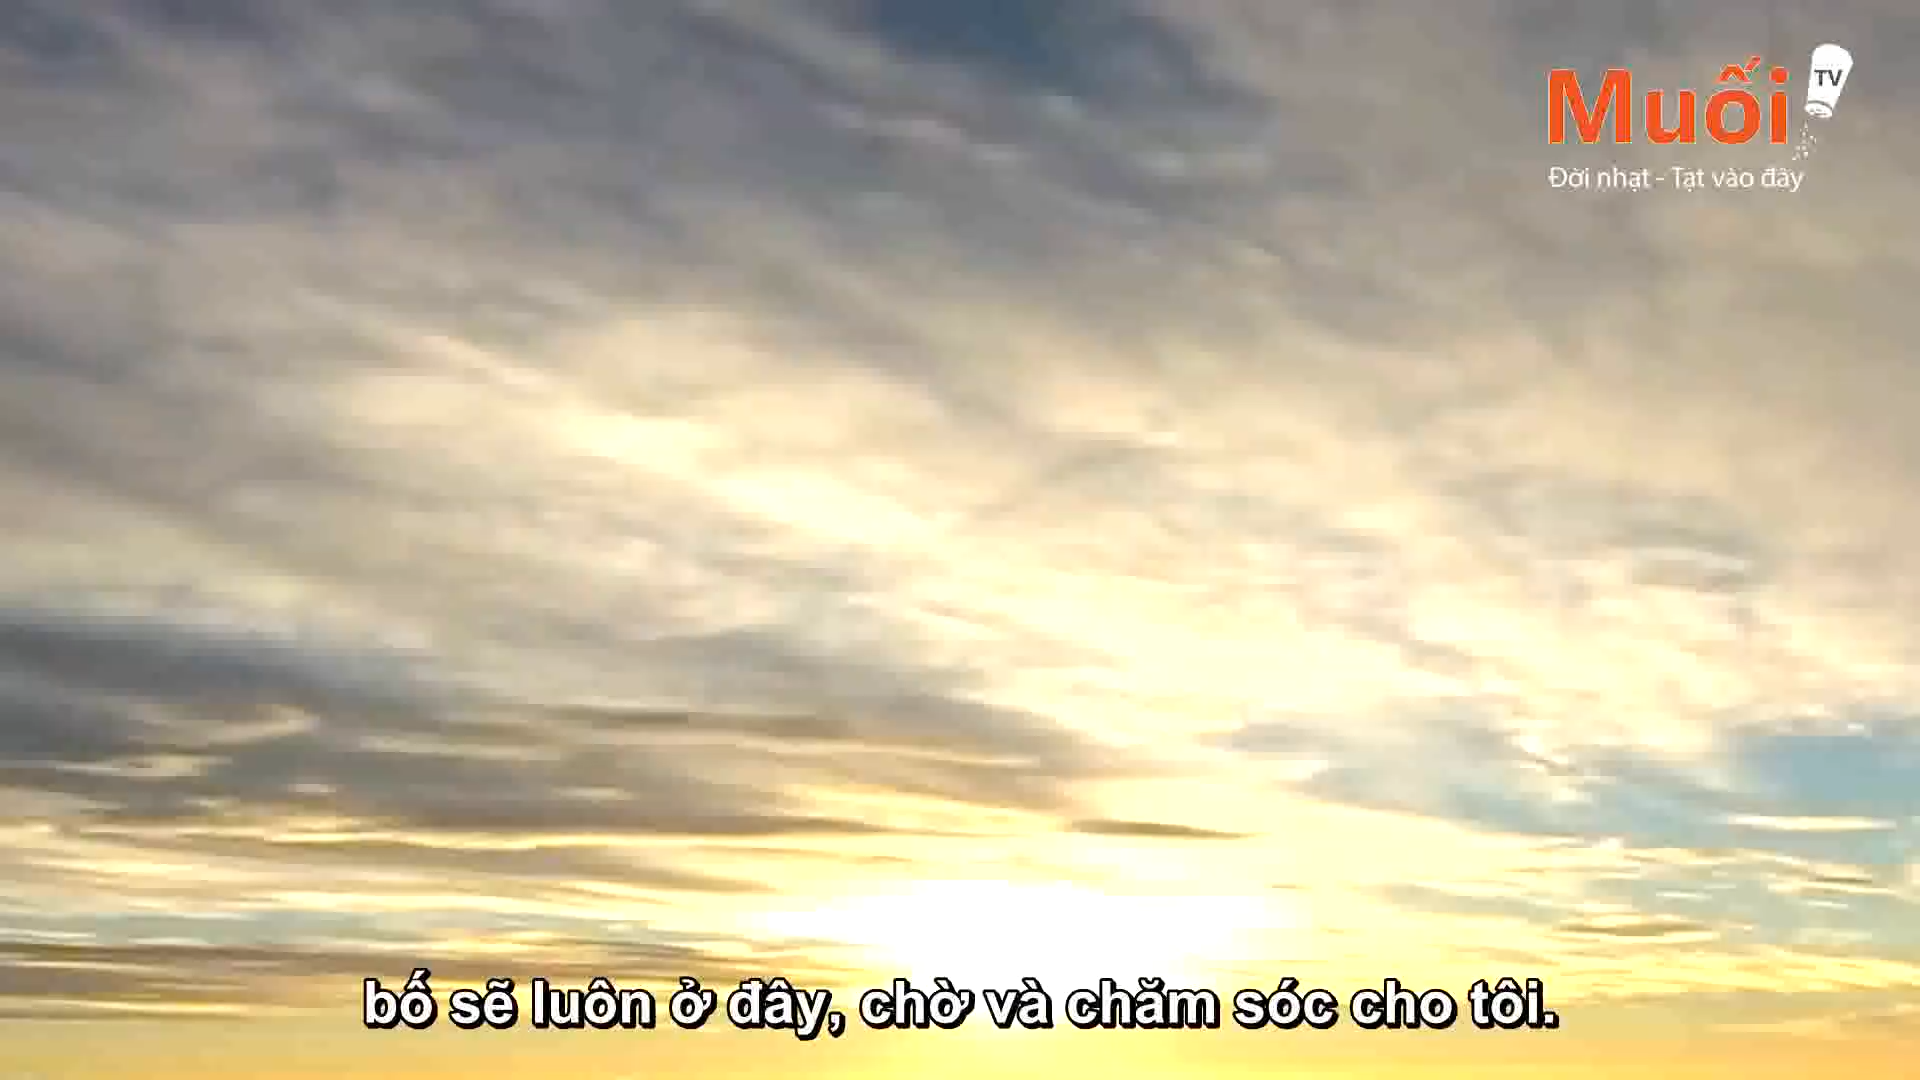 Muối TV
Đời nhạt - Tạt vào đây
bố sẽ luôn ở đây, chờ và chăm sóc cho tôi.